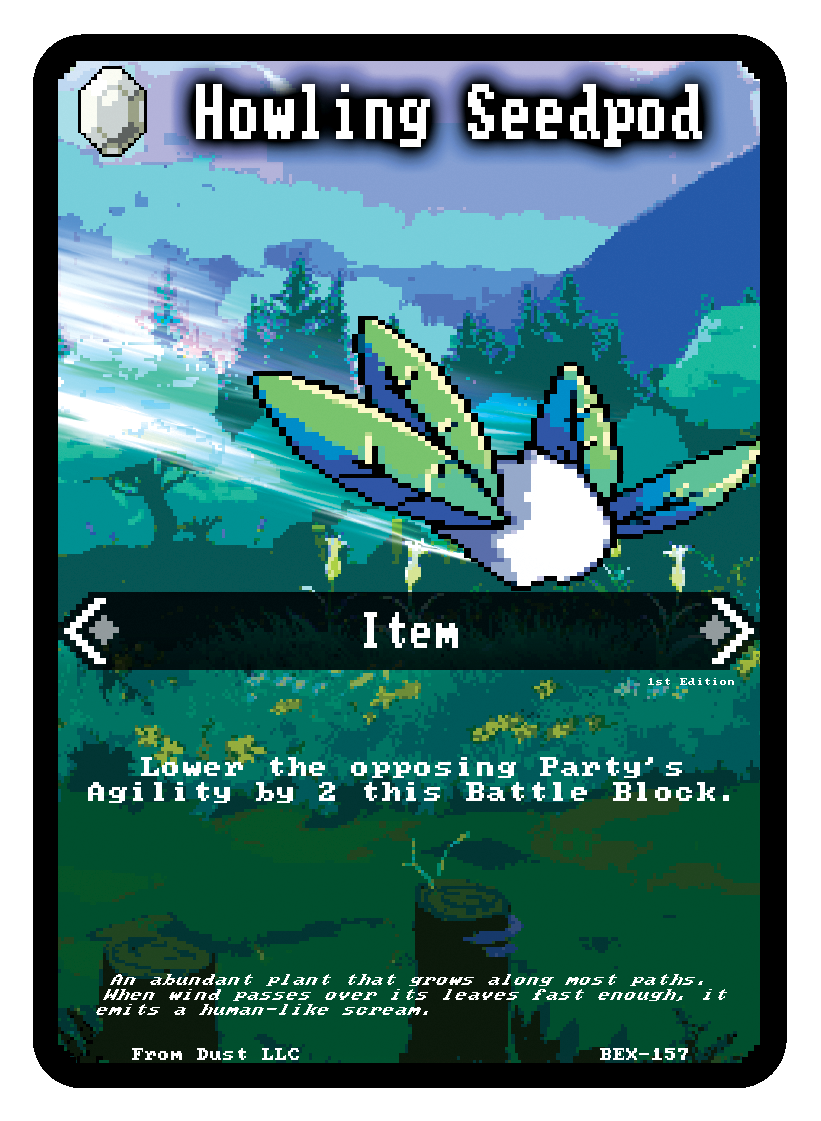 Howling Seedpod
Item
1st Edition
Lower the opposing Party's
Agility by 2 this Battle Block.
An abundant plant that grows along most paths.
When wind passes over its leaves fast enough, it
emits a human-like scream.
From Dust LLC
BEX-157